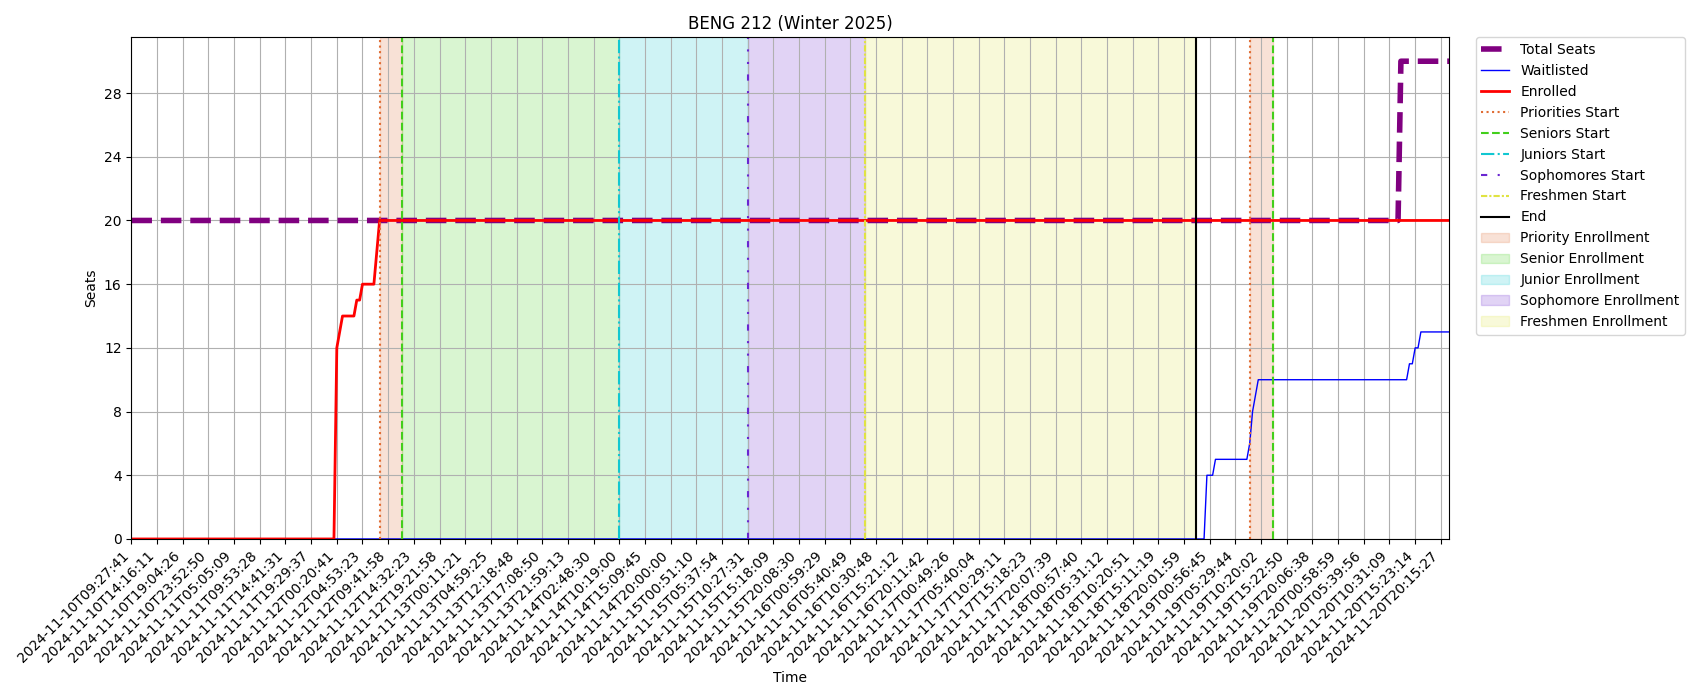 BENG 212 (Winter 2025)
Seats
28
24
20
16
12
8
4
0
2024-11-10T09:27:41
2024-11-10T14:16:11
2024-11-10T19:04:26
2024-11-10T23:52:50
2024-11-11T05:05:09
2024-11-11T09:53:28
2024-11-11T14:41:31
2024-11-11T19:29:37
2024-11-12T00:20:41
2024-11-12T04:53:23
2024-11-12T09:41:58
2024-11-12T14:32:23
2024-11-12T19:21:58
2024-11-13T00:11:21
2024-11-13T04:59:25
2024-11-13T12:18:48
2024-11-13T17:08:50
2024-11-13T21:59:13
2024-11-14T02:48:30
2024-11-14T10:19:00
2024-11-14T15:09:45
2024-11-14T20:00:00
2024-11-15T00:51:10
2024-11-15T05:37:54
2024-11-15T10:27:31
2024-11-15T15:18:09
2024-11-15T20:08:30
2024-11-16T00:59:29
2024-11-16T05:40:49
2024-11-16T10:30:48
2024-11-16T15:21:12
2024-11-16T20:11:42
2024-11-17T00:49:26
2024-11-17T05:40:04
2024-11-17T10:29:11
2024-11-17T15:18:23
2024-11-17T20:07:39
2024-11-18T00:57:40
2024-11-18T05:31:12
2024-11-18T10:20:51
2024-11-18T15:11:19
2024-11-18T20:01:59
2024-11-19T00:56:45
2024-11-19T05:29:44
2024-11-19T10:20:02
2024-11-19T15:22:50
2024-11-19T20:06:38
2024-11-20T00:58:59
2024-11-20T05:39:56
2024-11-20T10:31:09
2024-11-20T15:23:14
2024-11-20T20:15:27
Time
Total Seats
Waitlisted
Enrolled
Priorities Start
Seniors Start
Juniors Start
Sophomores Start
Freshmen Start
End
Priority Enrollment
Senior Enrollment
Junior Enrollment
Sophomore Enrollment
Freshmen Enrollment